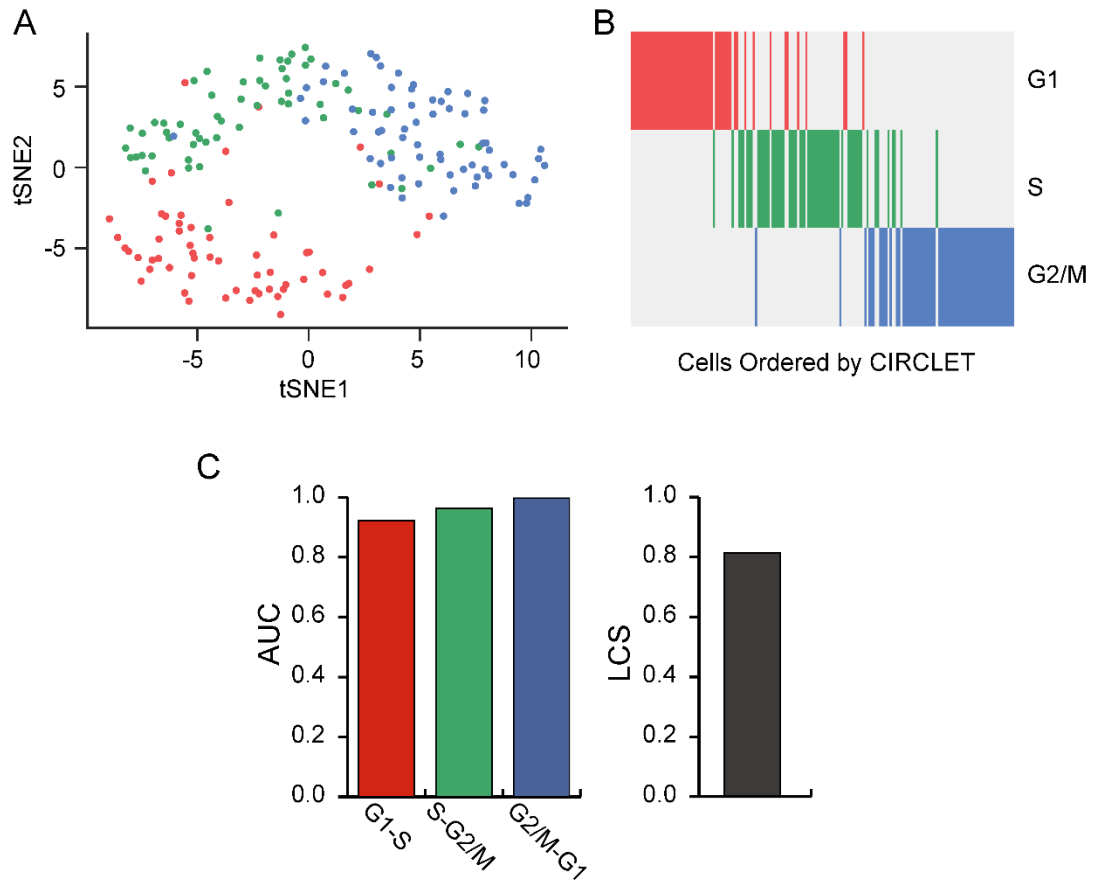 A
tSNE2
5
0
-5
-5
0
5
10
tSNE1
B
G1
S
G2/M
Cells Ordered by CIRCLET
C
AUC
1.0
0.8
0.6
0.4
0.2
0.0
G1-S
S-G2/M
G2/M-G1
LCS
1.0
0.8
0.6
0.4
0.2
0.0